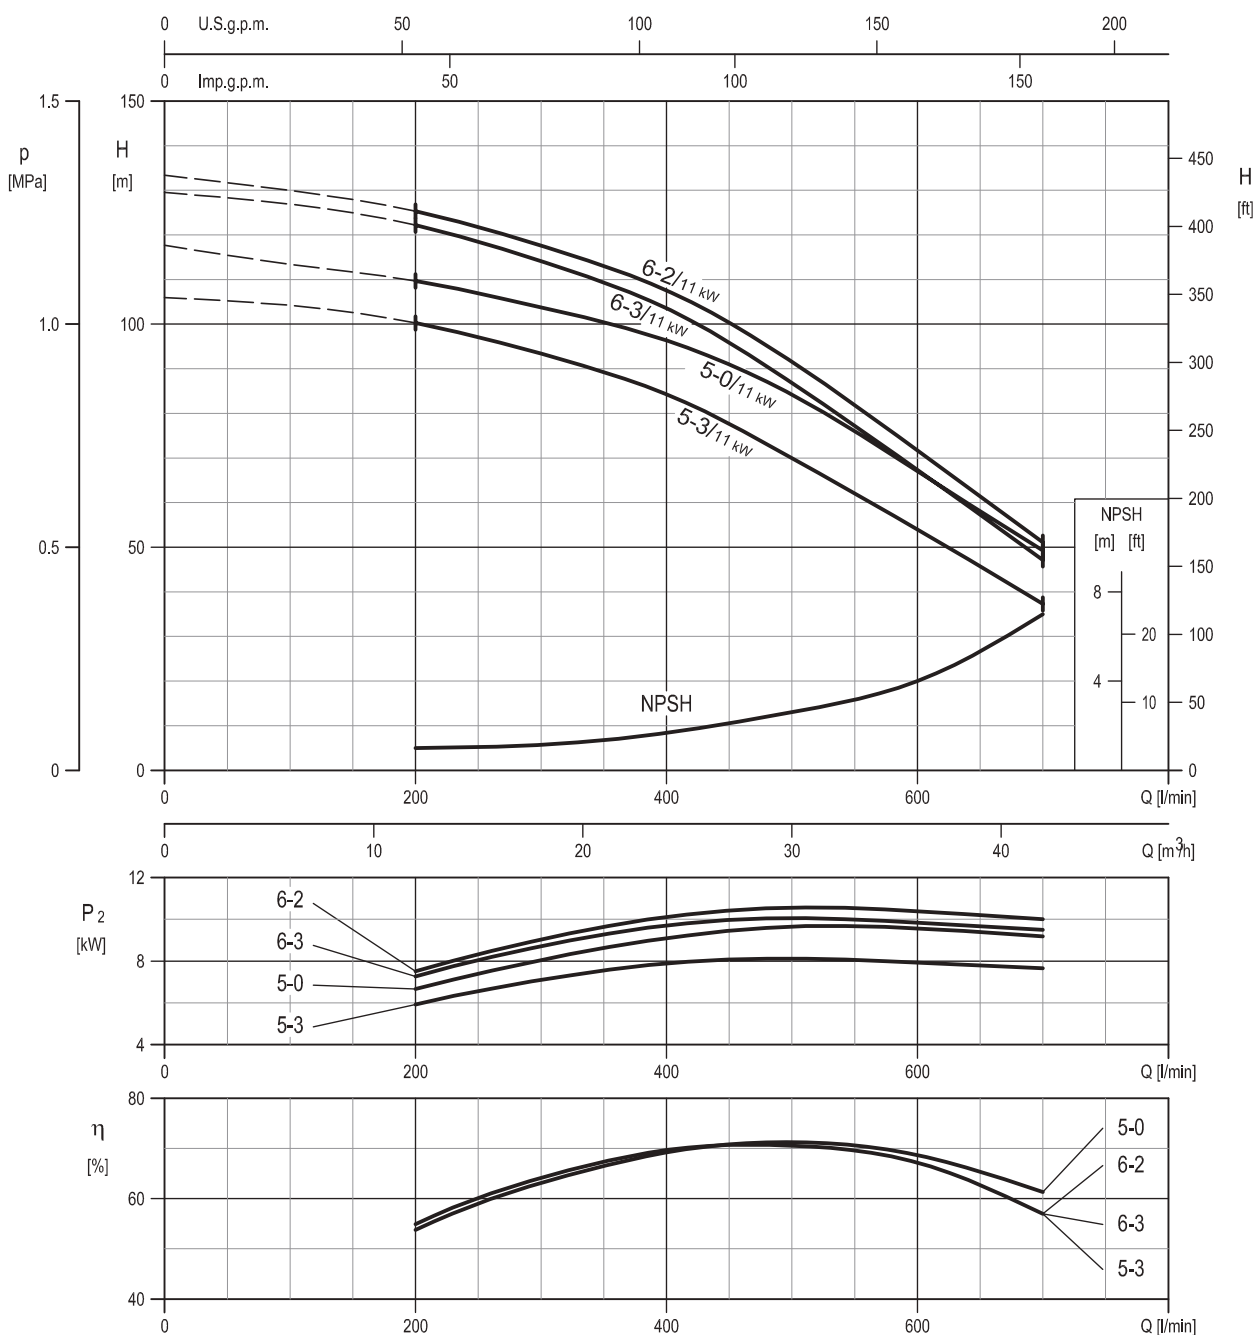 0 U.S.g.p.m. 50 100 150 200
0 Imp.g.p.m. 50 100 150
1.5 150
p H
[MPa] [m]
450
H
[ft]
400
6-2/11 kW
350
6-3/11 kW
1.0 100
300
5-0/11 kW
5-3/11 kW
250
200
NPSH
[m] [ft]
0.5 50
150
8
20 100
4
NPSH
10 50
0 0 0
0 200 400 600 Q [l/min]
0 10 20 30 40 Q [m³/h]
12
P2
[kW]
6-2
6-3
8
5-0
5-3
4
0 200 400 600 Q [l/min]
80
η
[%]
5-0
6-2
60
6-3
5-3
40
0 200 400 600 Q [l/min]